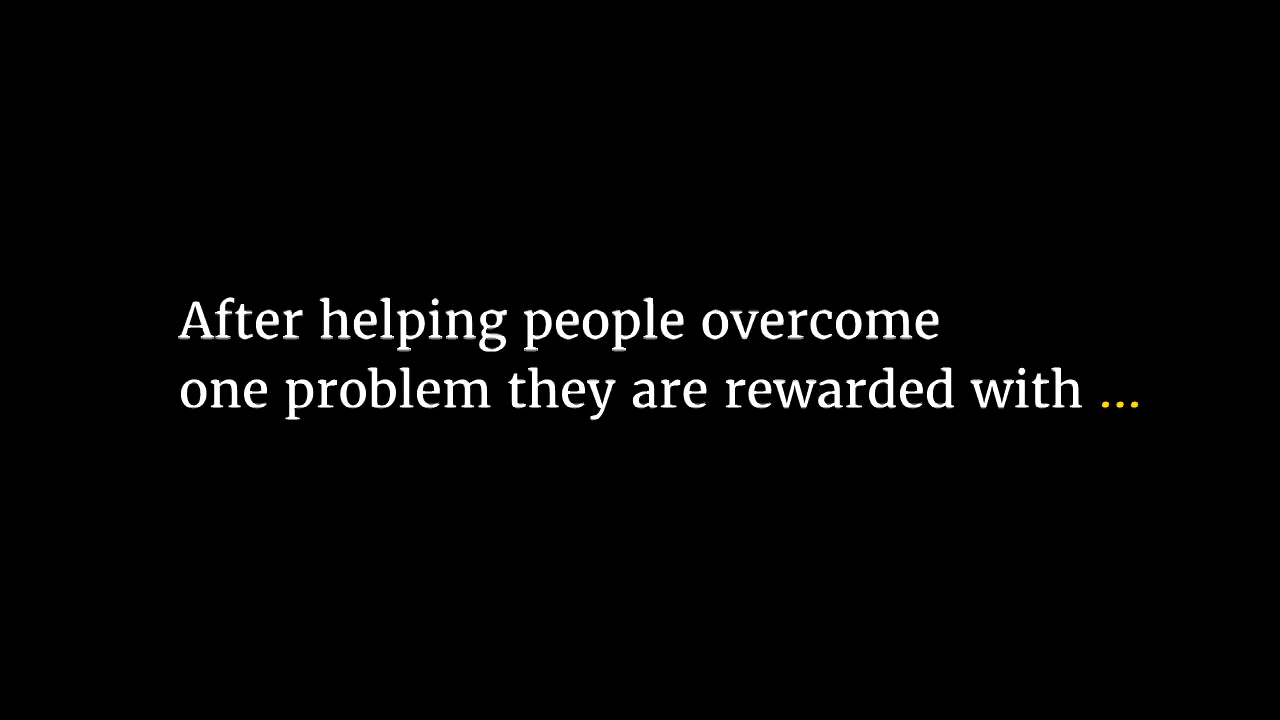 After helping people overcome
one problem they are rewarded with ...